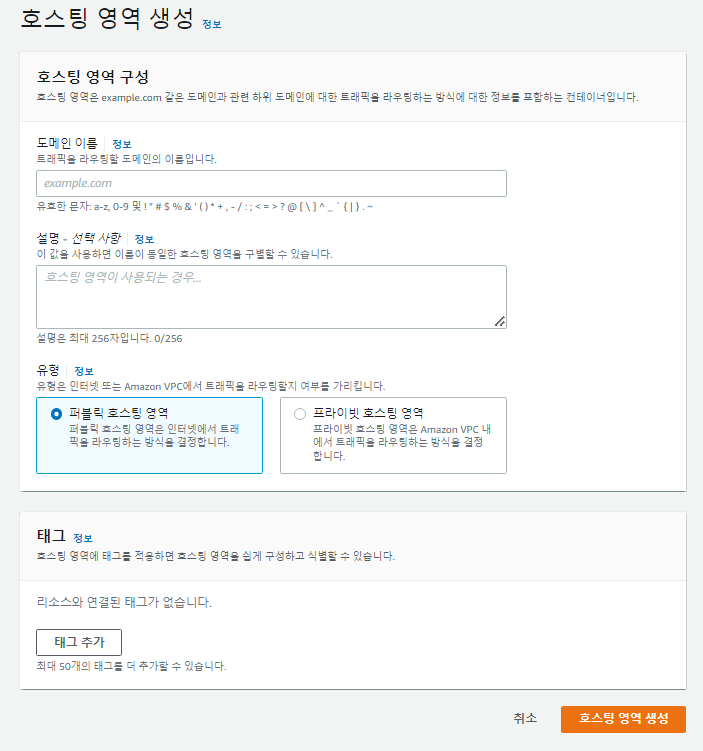 호스팅 영역 생성 정보
호스팅 영역 구성
호스팅 영역은 example.com 같은 도메인과 관련 하위 도메인에 대한 트래픽을 라우팅하는 방식에 대한 정보를 포함하는 컨테이너입니다.
도메인 이름 정보
트래픽을 라우팅할 도메인의 이름입니다.
example.com
유효한 문자: a-z, 0-9 및 ! " # $ % & ' ( ) * + , - / : ; < = > ? @ [ \ ] ^ _ ` { | } . ~
설명 - 선택 사항 정보
이 값을 사용하면 이름이 동일한 호스팅 영역을 구별할 수 있습니다.
호스팅 영역이 사용되는 경우...
설명은 최대 256자입니다. 0/256
유형 정보
유형은 인터넷 또는 Amazon VPC에서 트래픽을 라우팅할지 여부를 가리킵니다.
퍼블릭 호스팅 영역
퍼블릭 호스팅 영역은 인터넷에서 트래
픽을 라우팅하는 방식을 결정합니다.
프라이빗 호스팅 영역
프라이빗 호스팅 영역은 Amazon VPC 내
에서 트래픽을 라우팅하는 방식을 결정
합니다.
태그 정보
호스팅 영역에 태그를 적용하면 호스팅 영역을 쉽게 구성하고 식별할 수 있습니다.
리소스와 연결된 태그가 없습니다.
태그 추가
최대 50개의 태그를 더 추가할 수 있습니다.
취소
호스팅 영역 생성